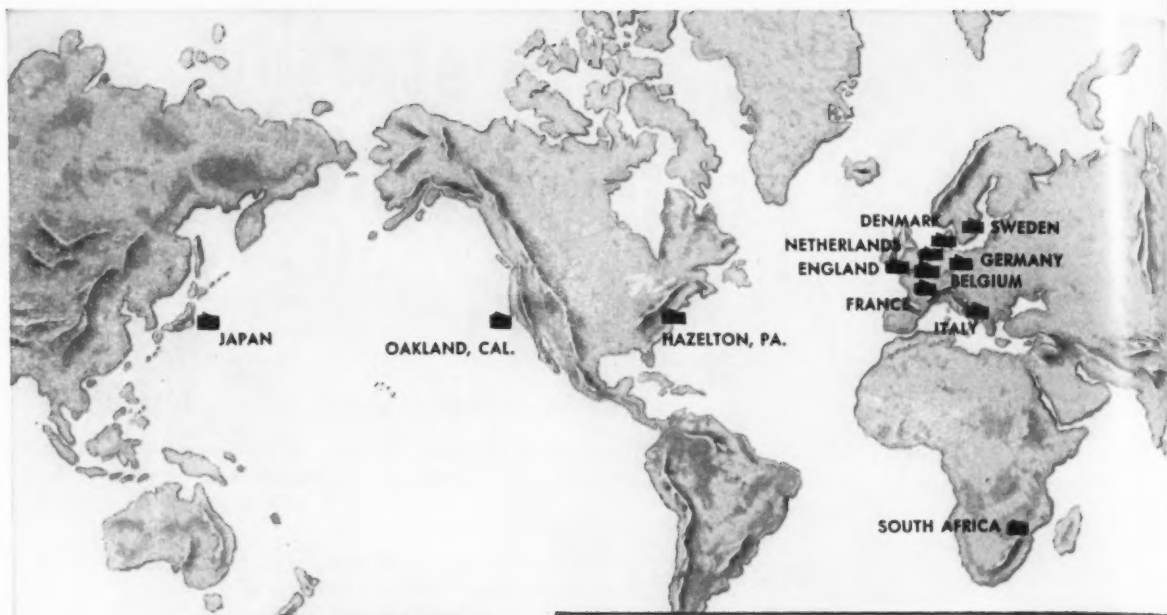 DENMARK
SWEDEN
NETHERLANDS
GERMANY
ENGLAND
BELGIUM
FRANCE
ITALY
JAPAN
OAKLAND, CAL.
HAZELTON, PA.
SOUTH AFRICA